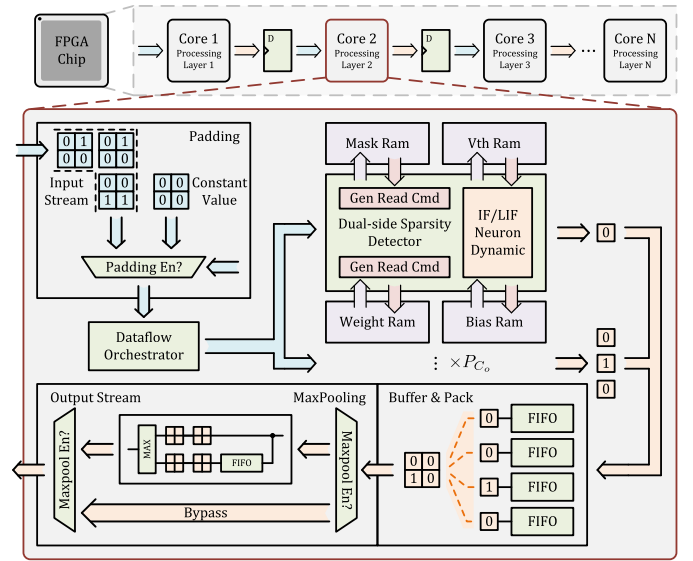 FPGA
Chip
Core 1
Processing
Layer 1
D
Core 2
Processing
Layer 2
D
Core 3
Processing
Layer 3
...
Core N
Processing
Layer N
Padding
0 1
0 0
0 1
0 0
Input
Stream
0 0
1 1
0 0
0 0
Constant
Value
Padding En?
Dataflow
Orchestrator
Mask Ram
Vth Ram
Gen Read Cmd
Dual-side Sparsity
Detector
Gen Read Cmd
IF/LIF
Neuron
Dynamic
Weight Ram
Bias Ram
⋮ ×P_{C_o}
0
0
1
0
Output Stream
MaxPooling
Maxpool En?
MAX
FIFO
Maxpool En?
Bypass
Buffer & Pack
0 0
1 0
0
FIFO
0
FIFO
1
FIFO
0
FIFO